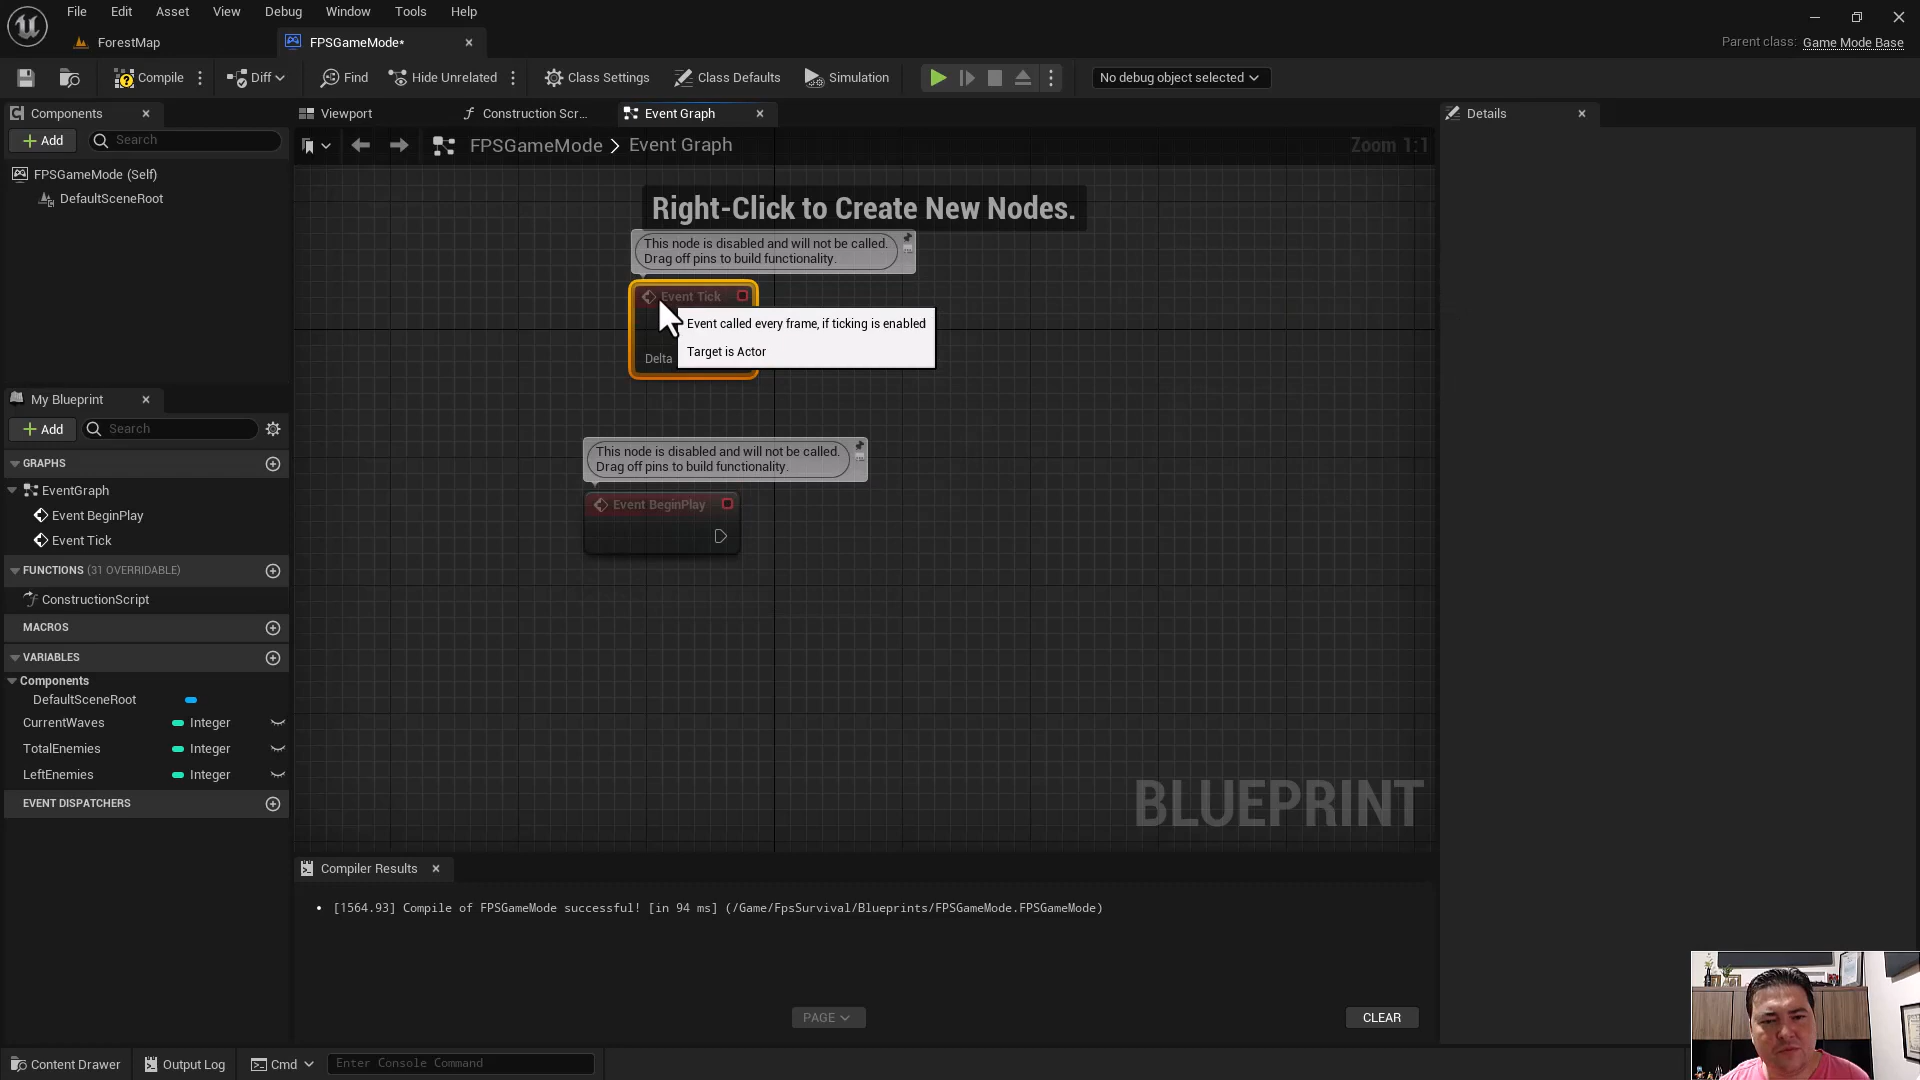 File Edit Asset View Debug Window Tools Help
ForestMap
FPSGameMode*
Parent class: Game Mode Base
Compile
Diff
Find
Hide Unrelated
Class Settings
Class Defaults
Simulation
No debug object selected
Components
Add
Search
FPSGameMode (Self)
DefaultSceneRoot
My Blueprint
Add
Search
GRAPHS
EventGraph
Event BeginPlay
Event Tick
FUNCTIONS (31 OVERRIDABLE)
ConstructionScript
MACROS
VARIABLES
Components
DefaultSceneRoot
CurrentWaves Integer
TotalEnemies Integer
LeftEnemies Integer
EVENT DISPATCHERS
Viewport
Construction Scr...
Event Graph
FPSGameMode > Event Graph
Zoom 1:1
Right-Click to Create New Nodes.
This node is disabled and will not be called.
Drag off pins to build functionality.
Event Tick
Delta
Event called every frame, if ticking is enabled
Target is Actor
This node is disabled and will not be called.
Drag off pins to build functionality.
Event BeginPlay
BLUEPRINT
Compiler Results
[1564.93] Compile of FPSGameMode successful! [in 94 ms] (/Game/FpsSurvival/Blueprints/FPSGameMode.FPSGameMode)
PAGE
CLEAR
Details
Content Drawer
Output Log
Cmd
Enter Console Command